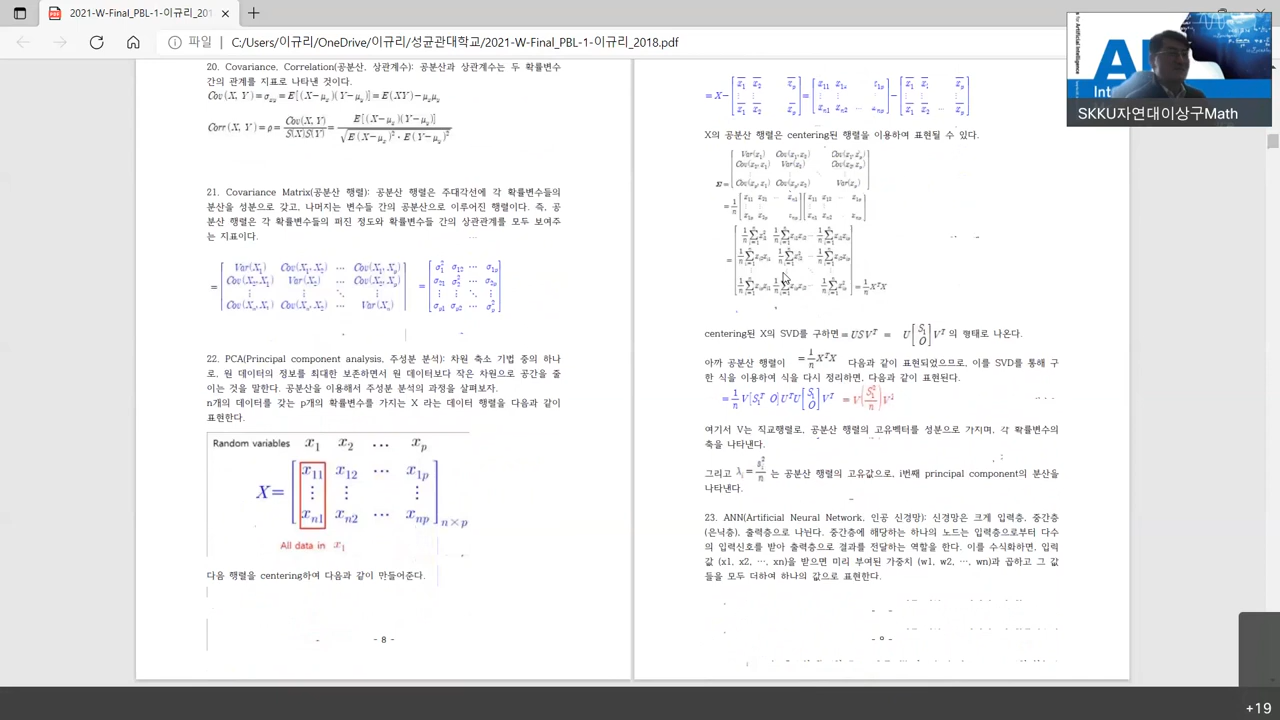 2021-W-Final_PBL-1-이규리_201
파일
C:/Users/이규리/OneDrive/이규리/성균관대학교/2021-W-Final_PBL-1-이규리_2018.pdf
20. Covariance, Correlation(공분산, 상관계수): 공분산과 상관계수는 두 확률변수
간의 관계를 지표로 나타낸 것이다.
Cov(X, Y) = σxy = E[(X−μx)(Y−μy)] = E(XY)−μxμy
Corr(X, Y) = ρ = Cov(X, Y) / S(X)S(Y) = E[(X−μx)(Y−μy)] / √E(X−μx)² · E(Y−μy)²
21. Covariance Matrix(공분산 행렬): 공분산 행렬은 주대각선에 각 확률변수들의
분산을 성분으로 갖고, 나머지는 변수들 간의 공분산으로 이루어진 행렬이다. 즉, 공
분산 행렬은 각 확률변수들의 퍼진 정도와 확률변수들 간의 상관관계를 모두 보여주
는 지표이다.
22. PCA(Principal component analysis, 주성분 분석): 차원 축소 기법 중의 하나
로, 원 데이터의 정보를 최대한 보존하면서 원 데이터보다 작은 차원으로 공간을 줄
이는 것을 말한다. 공분산을 이용해서 주성분 분석의 과정을 살펴보자.
n개의 데이터를 갖는 p개의 확률변수를 가지는 X 라는 데이터 행렬을 다음과 같이
표현한다.
Random variables x1 x2 ⋯ xp
x11 x12 ⋯ x1p
X=
xn1 xn2 ⋯ xnp
n×p
All data in x1
다음 행렬을 centering하여 다음과 같이 만들어준다.
- 8 -
X의 공분산 행렬은 centering된 행렬을 이용하여 표현될 수 있다.
centering된 X의 SVD를 구하면 = USV^T = U[S1 O]V^T 의 형태로 나온다.
아까 공분산 행렬이 = 1/n X^T X 다음과 같이 표현되었으므로, 이를 SVD를 통해 구
한 식을 이용하여 식을 다시 정리하면, 다음과 같이 표현된다.
여기서 V는 직교행렬로, 공분산 행렬의 고유벡터를 성분으로 가지며, 각 확률변수의
축을 나타낸다.
그리고 λi = si²/n 는 공분산 행렬의 고유값으로, i번째 principal component의 분산을
나타낸다.
23. ANN(Artificial Neural Network, 인공 신경망): 신경망은 크게 입력층, 중간층
(은닉층), 출력층으로 나뉜다. 중간층에 해당하는 하나의 노드는 입력층으로부터 다수
의 입력신호를 받아 출력층으로 결과를 전달하는 역할을 한다. 이를 수식화하면, 입력
값 (x1, x2, ⋯, xn)을 받으면 미리 부여된 가중치 (w1, w2, ⋯, wn)과 곱하고 그 값
들을 모두 더하여 하나의 값으로 표현한다.
SKKU자연대이상구Math
+19